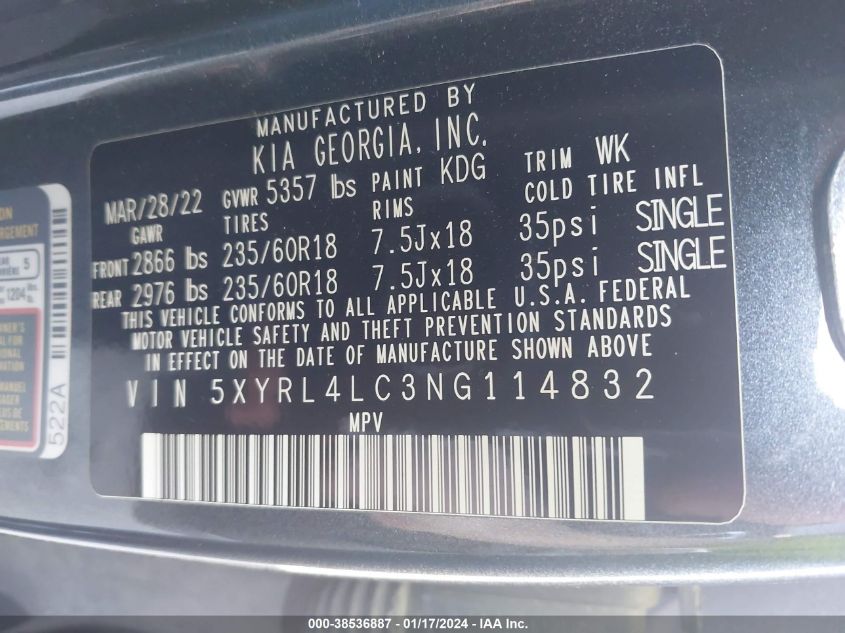 MANUFACTURED BY
KIA GEORGIA, INC.
MAR/28/22 GVWR 5357 lbs PAINT KDG TRIM WK
GAWR TIRES RIMS COLD TIRE INFL
FRONT 2866 lbs 235/60R18 7.5Jx18 35psi SINGLE
REAR 2976 lbs 235/60R18 7.5Jx18 35psi SINGLE
THIS VEHICLE CONFORMS TO ALL APPLICABLE U.S.A. FEDERAL
MOTOR VEHICLE SAFETY AND THEFT PREVENTION STANDARDS
IN EFFECT ON THE DATE OF MANUFACTURE SHOWN ABOVE
VIN 5XYRL4LC3NG114832
MPV
5
1204
522A
000-38536887 - 01/17/2024 - IAA Inc.